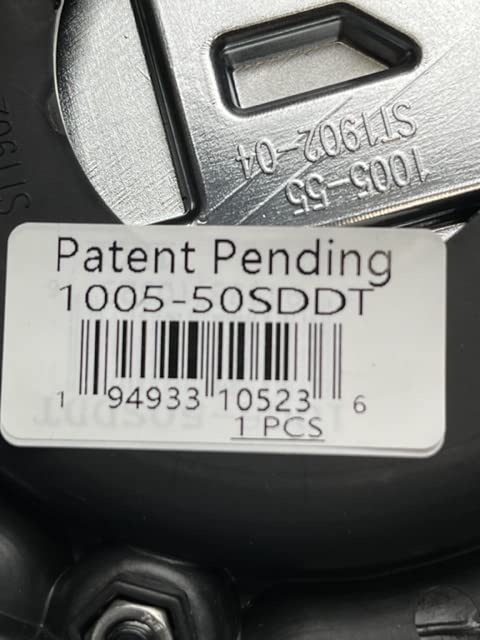 ST1902-04
1005-55
Patent Pending
1005-50SDDT
1 94933 10523 6
1 PCS